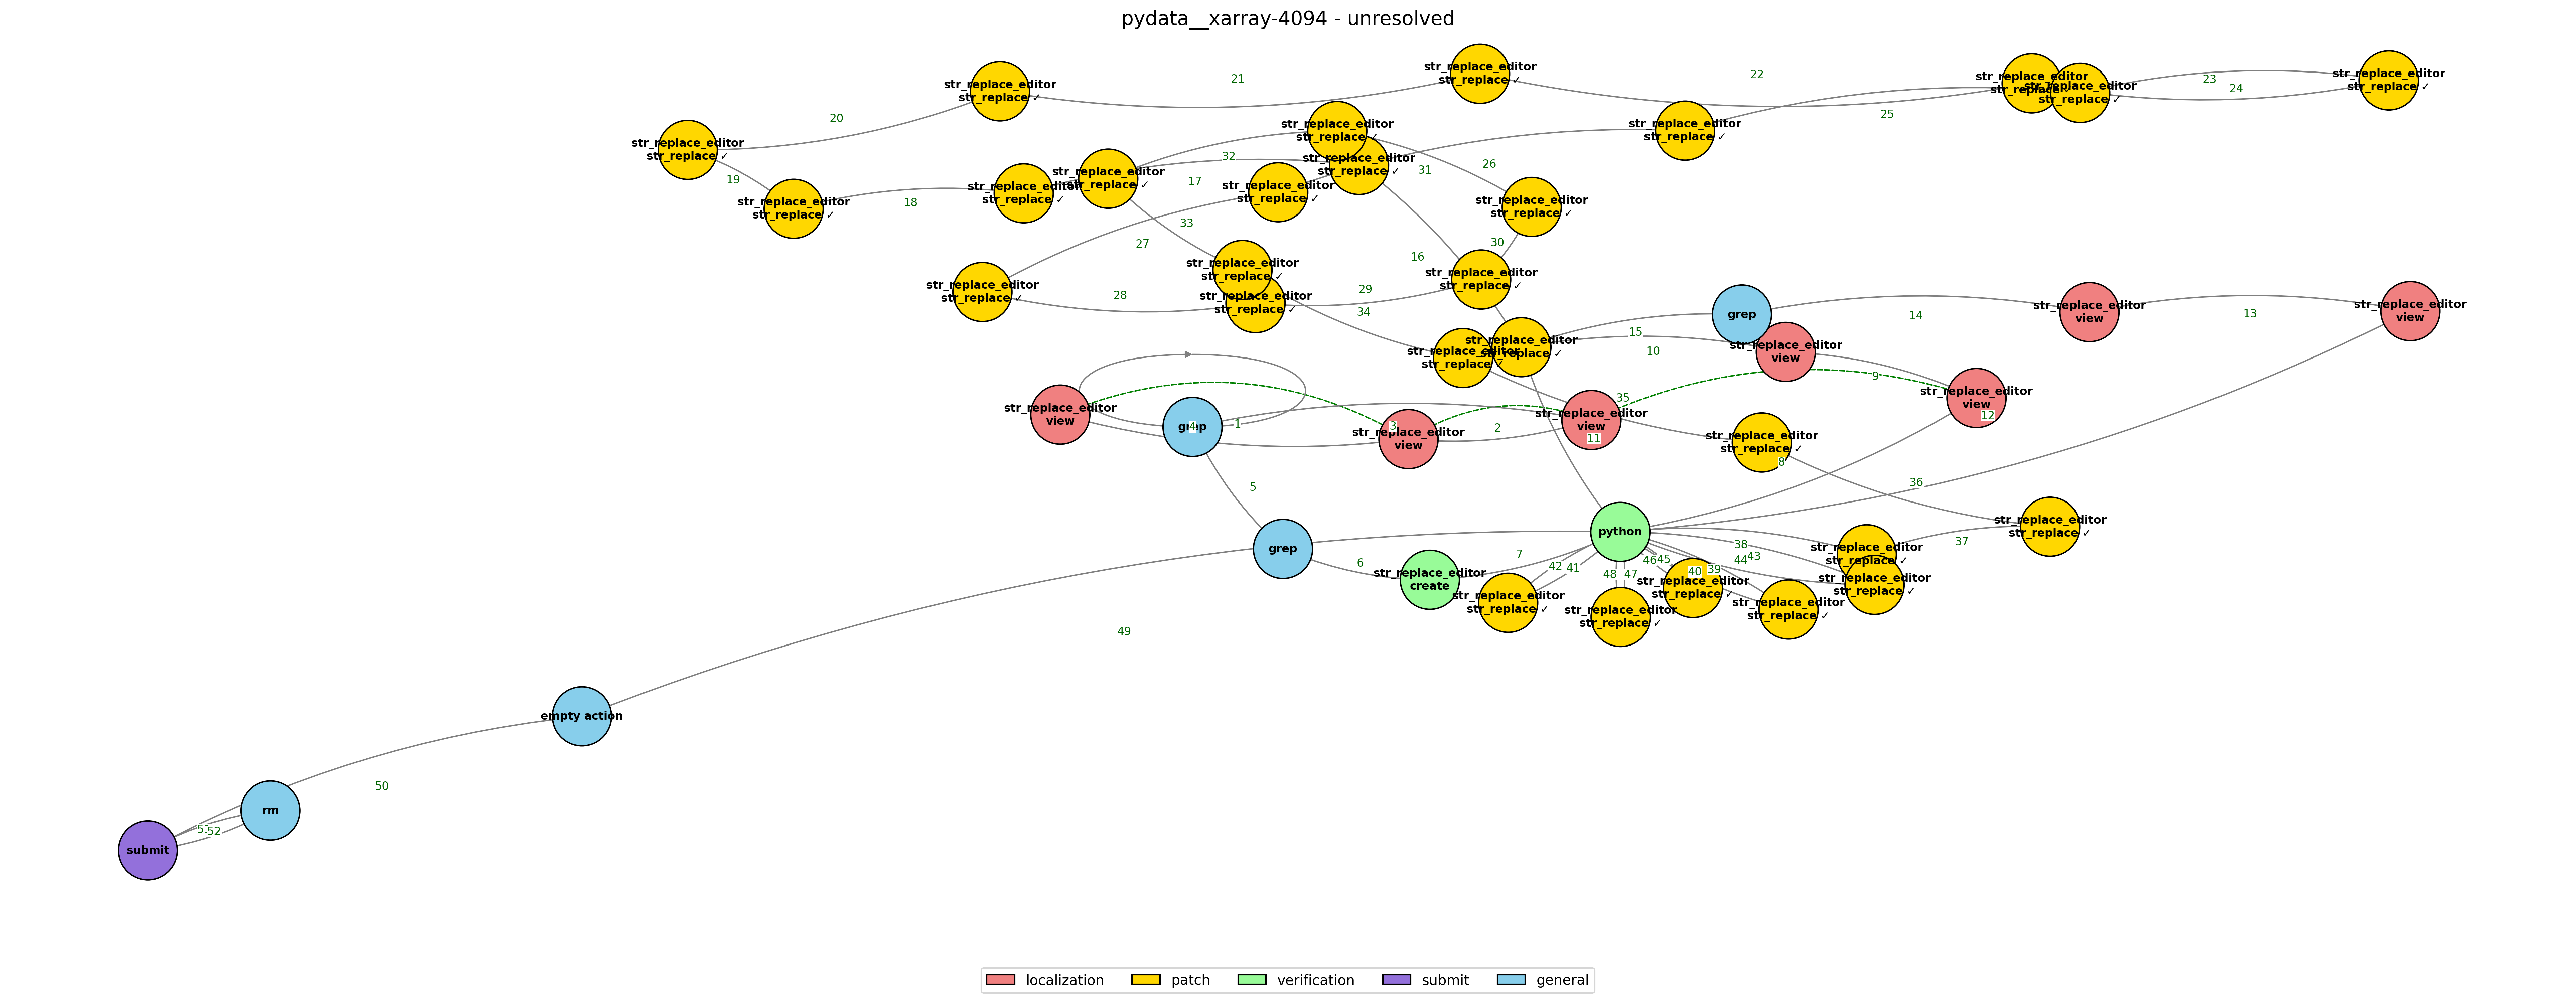 pydata__xarray-4094 - unresolved
str_replace_editor
str_replace ✓
21
str_replace_editor
str_replace ✓
22
str_replace_editor
str_replace
str_replace_editor
str_replace ✓
23
24
str_replace_editor
str_replace ✓
20
25
str_replace_editor
str_replace ✓
19
str_replace_editor
str_replace ✓
18
str_replace_editor
str_replace ✓
str_replace_editor
str_replace ✓
32
17
33
str_replace_editor
str_replace ✓
str_replace_editor
str_replace ✓
str_replace_editor
str_replace ✓
31
26
str_replace_editor
str_replace ✓
str_replace_editor
str_replace ✓
27
16
30
str_replace_editor
str_replace ✓
28
str_replace_editor
str_replace ✓
str_replace_editor
str_replace ✓
29
34
str_replace_editor
str_replace ✓
grep
14
str_replace_editor
view
13
str_replace_editor
view
15
10
str_replace_editor
str_replace ✓
str_replace_editor
str_replace ✓
str_replace_editor
view
9
str_replace_editor
view
12
str_replace_editor
view
grep
4
1
3
str_replace_editor
view
2
35
str_replace_editor
view
11
str_replace_editor
str_replace ✓
8
5
36
grep
6
str_replace_editor
create
7
python
str_replace_editor
str_replace ✓
37
38
44
43
str_replace_editor
str_replace ✓
str_replace_editor
str_replace ✓
42
41
48
47
46
45
40
39
str_replace_editor
str_replace ✓
str_replace_editor
str_replace ✓
str_replace_editor
str_replace ✓
str_replace_editor
str_replace ✓
49
empty action
50
rm
52
submit
localization
patch
verification
submit
general